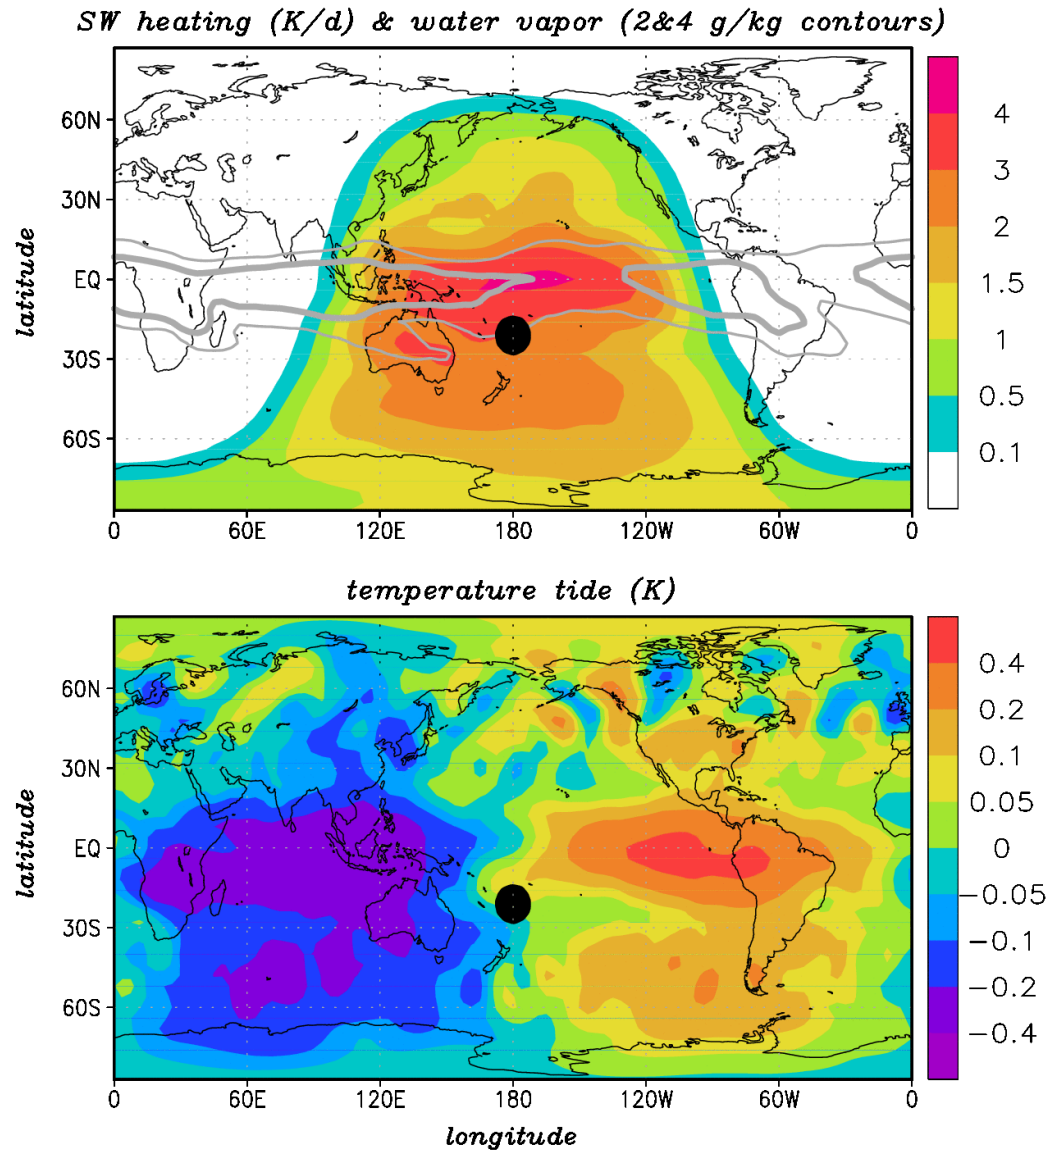 SW heating (K/d) & water vapor (2&4 g/kg contours)
60N
30N
EQ
30S
60S
latitude
0 60E 120E 180 120W 60W 0
4
3
2
1.5
1
0.5
0.1
temperature tide (K)
60N
30N
EQ
30S
60S
latitude
0 60E 120E 180 120W 60W 0
longitude
0.4
0.2
0.1
0.05
0
−0.05
−0.1
−0.2
−0.4